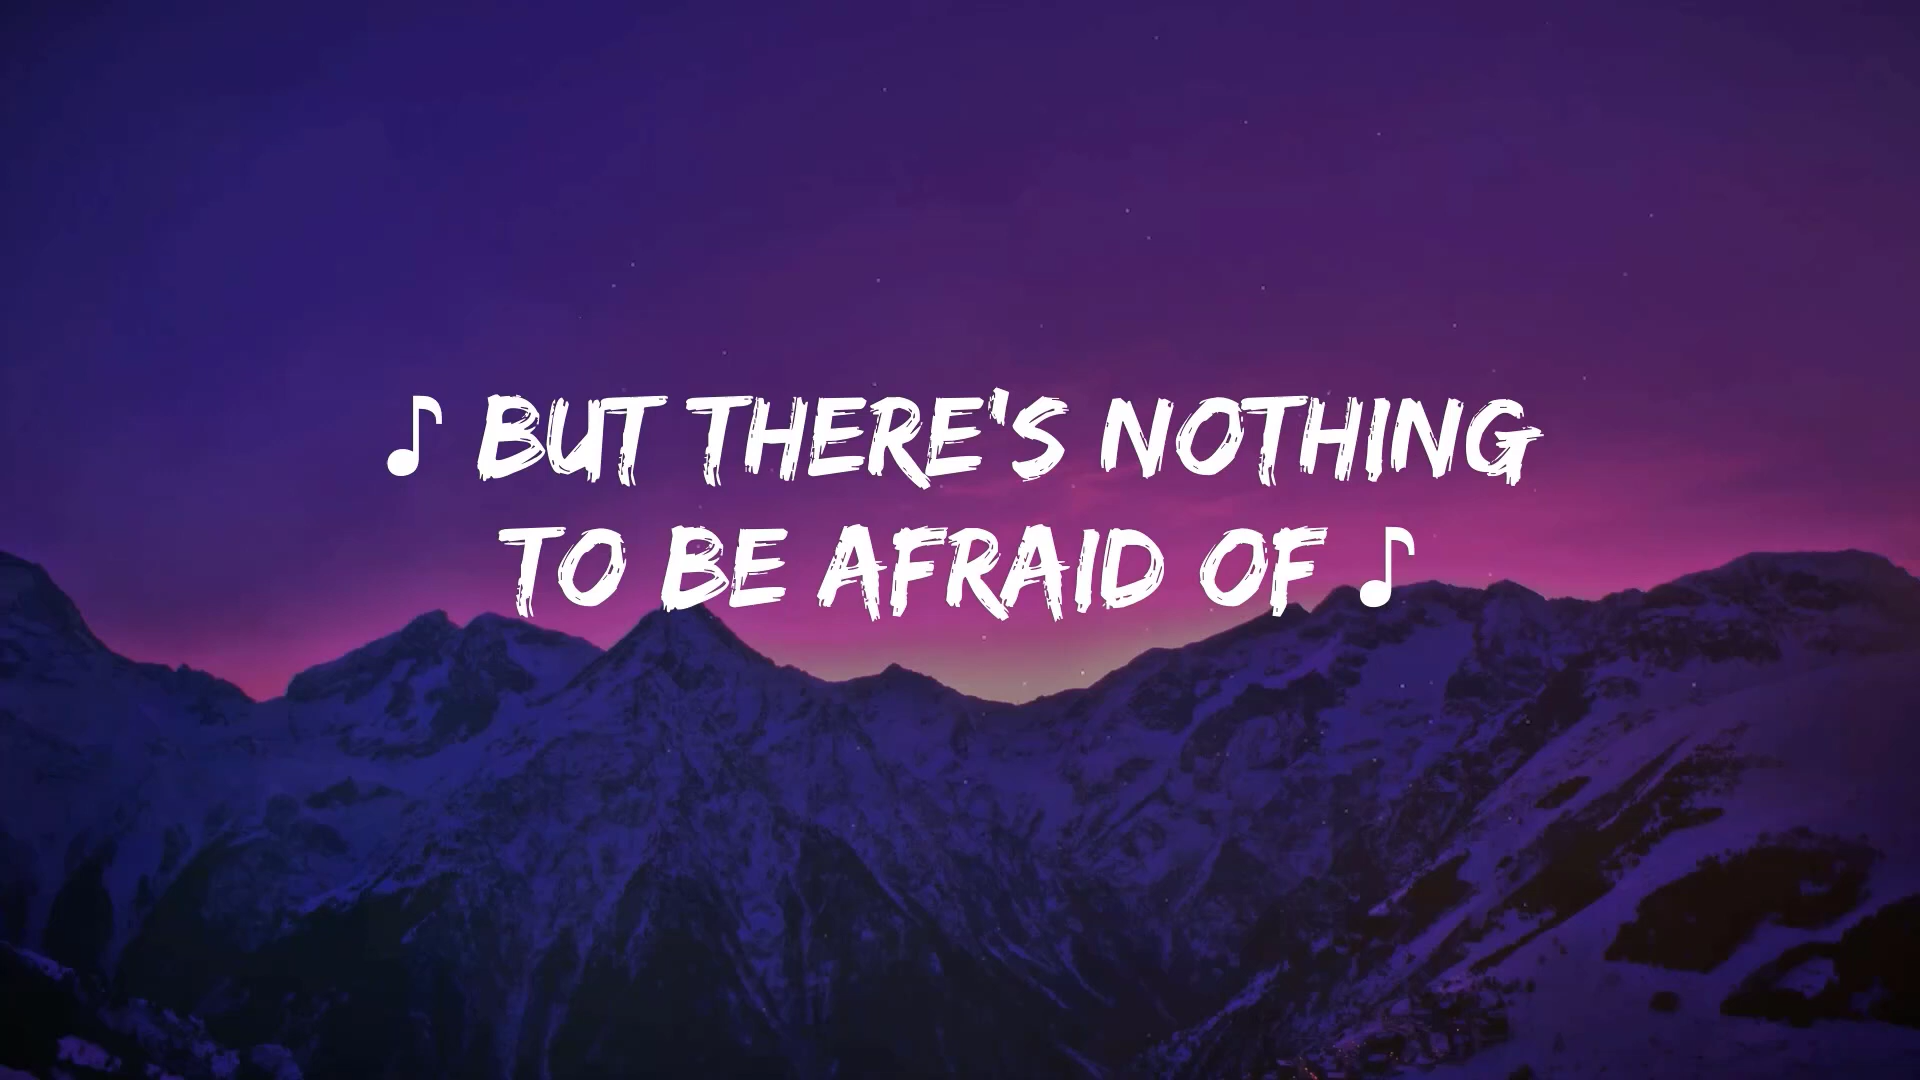 ♪ BUT THERE'S NOTHING
TO BE AFRAID OF ♪